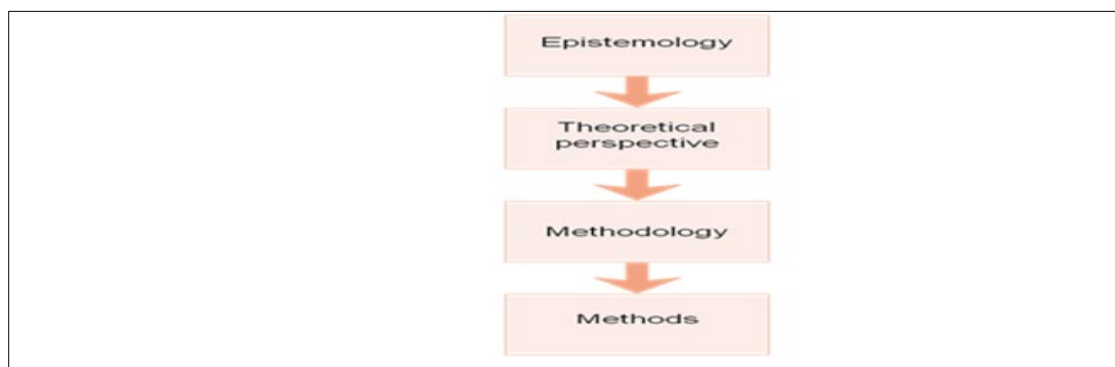 Epistemology
Theoretical
perspective
Methodology
Methods